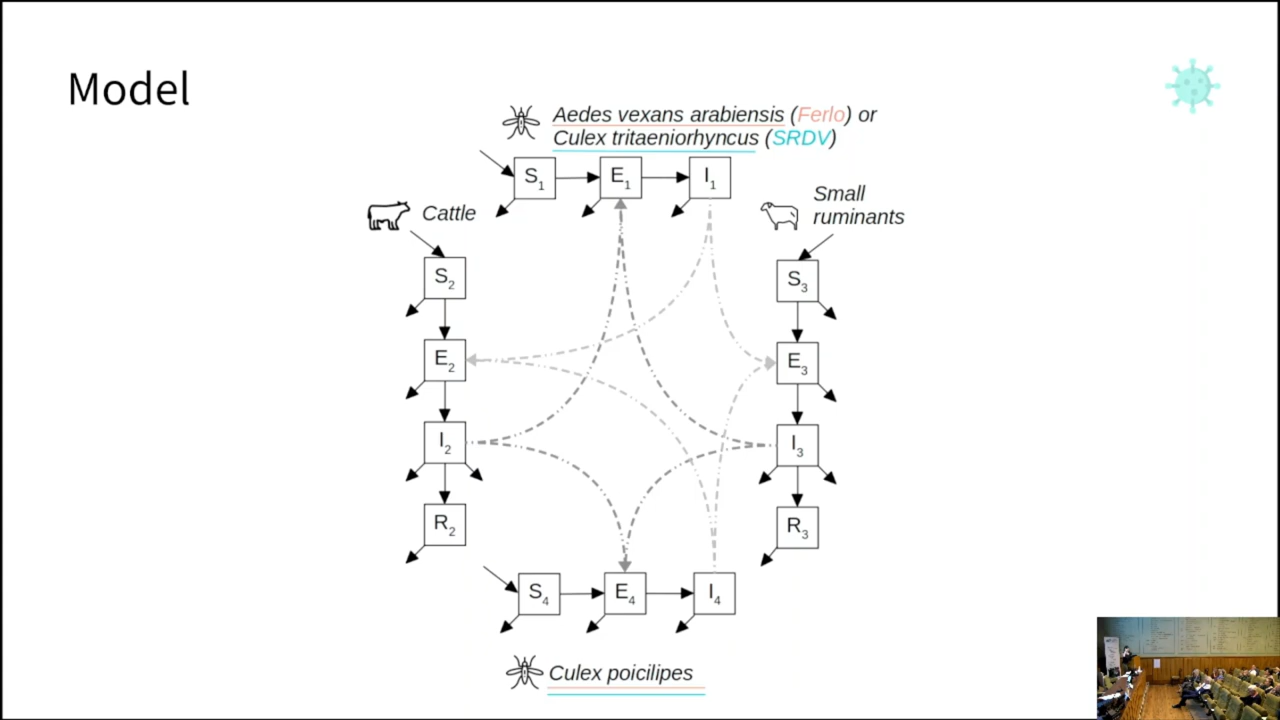 Model
Aedes vexans arabiensis (Ferlo) or
Culex tritaeniorhyncus (SRDV)
S1 E1 I1
Cattle
Small
ruminants
S2
S3
E2
E3
I2
I3
R2
R3
S4 E4 I4
Culex poicilipes